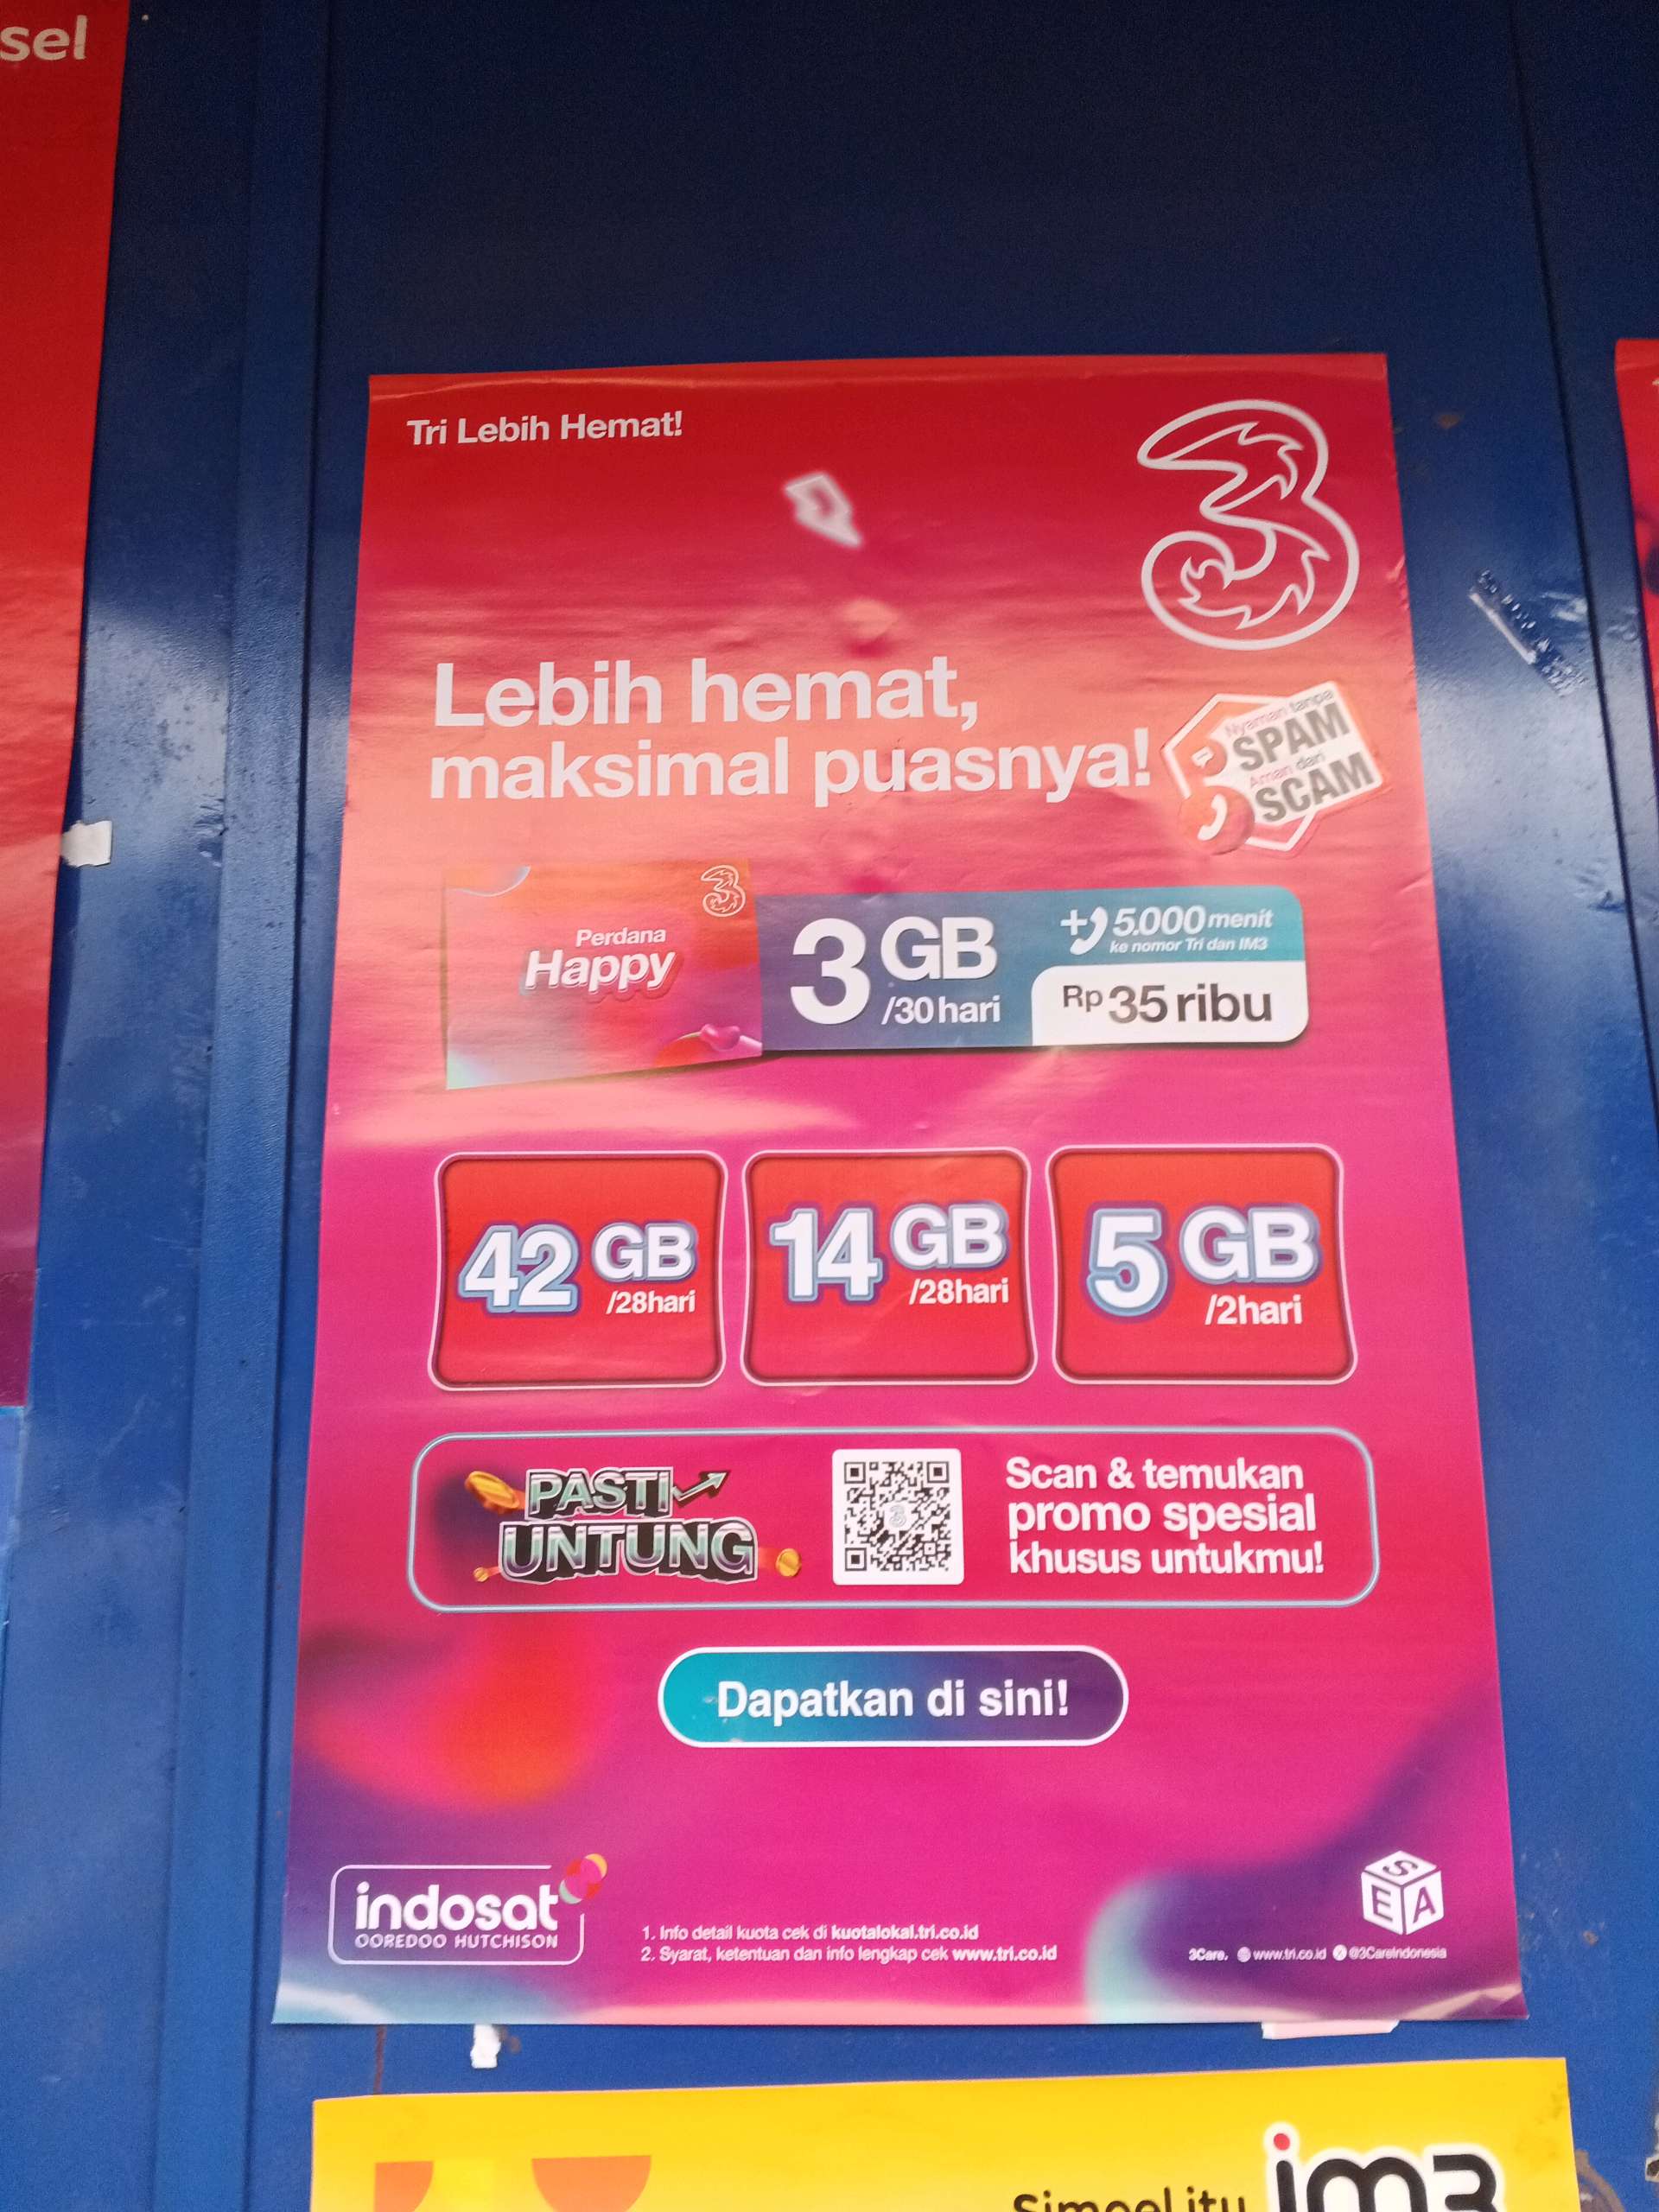 sel
Tri Lebih Hemat!
3
Lebih hemat,
maksimal puasnya!
Nyaman tanpa
SPAM
Aman dari
SCAM
3
Perdana
Happy
3 GB
/30 hari
+ 5.000 menit
ke nomor Tri dan IM3
Rp 35 ribu
42 GB
/28hari
14 GB
/28hari
5 GB
/2hari
PASTI
UNTUNG
Scan & temukan
promo spesial
khusus untukmu!
Dapatkan di sini!
indosat
OOREDOO HUTCHISON
1. Info detail kuota cek di kuotalokal.tri.co.id
2. Syarat, ketentuan dan info lengkap cek www.tri.co.id
SEA
3Care. www.tri.co.id @3CareIndonesia
Simpel itu im3